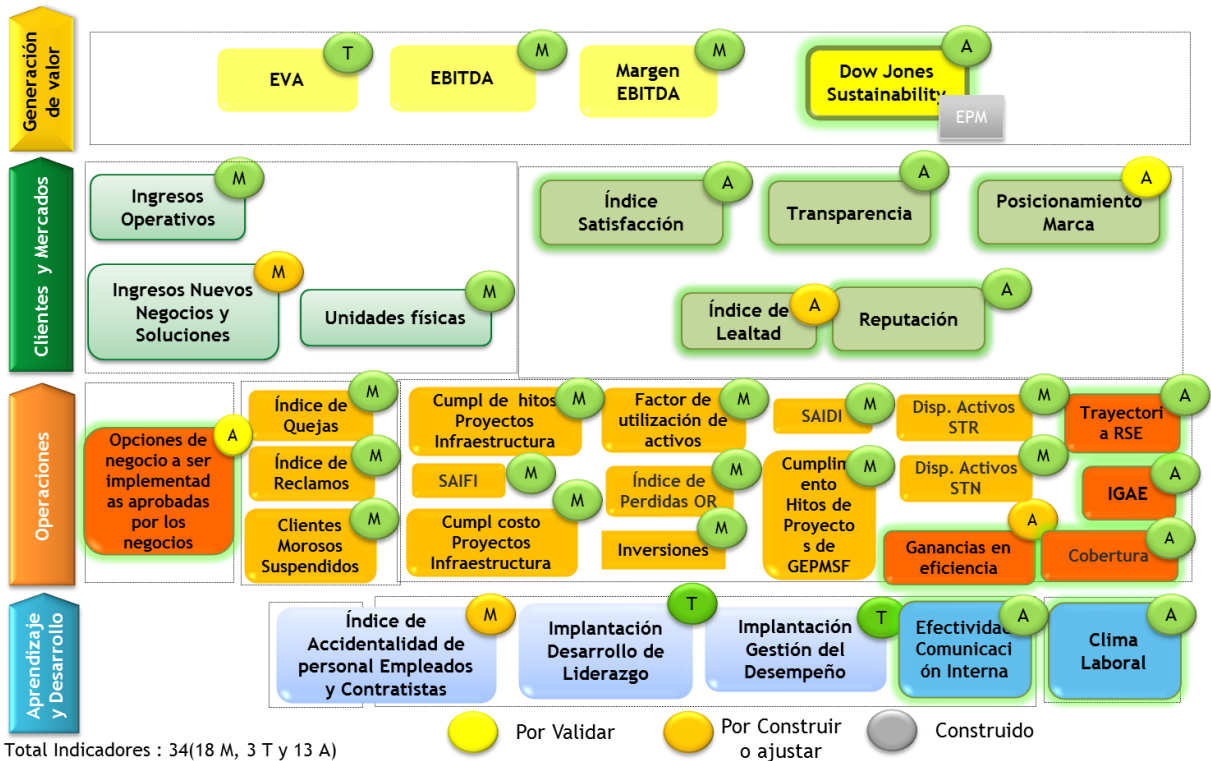 Generación
de valor
EVA
T
EBITDA
M
Margen
EBITDA
M
Dow Jones
Sustainability
A
EPM
Clientes y Mercados
Ingresos
Operativos
M
Índice
Satisfacción
A
Transparencia
A
Posicionamiento
Marca
A
Ingresos Nuevos
Negocios y
Soluciones
M
Unidades físicas
M
Índice de
Lealtad
A
Reputación
A
Operaciones
Opciones de
negocio a ser
implementad
as aprobadas
por los
negocios
A
Índice de
Quejas
M
Índice de
Reclamos
M
Clientes
Morosos
Suspendidos
M
Cumpl de hitos
Proyectos
Infraestructura
M
SAIFI
M
Cumpl costo
Proyectos
Infraestructura
M
Factor de
utilización de
activos
M
Índice de
Perdidas OR
M
Inversiones
M
SAIDI
M
Cumplim
ento
Hitos de
Proyecto
s de
GEPMSF
M
Disp. Activos
STR
M
Disp. Activos
STN
M
Ganancias en
eficiencia
A
Trayectori
a RSE
A
IGAE
A
Cobertura
A
Aprendizaje
y Desarrollo
Índice de
Accidentalidad de
personal Empleados
y Contratistas
M
Implantación
Desarrollo de
Liderazgo
T
Implantación
Gestión del
Desempeño
T
Efectividad
Comunicaci
ón Interna
A
Clima
Laboral
A
Por Validar
Por Construir
o ajustar
Construido
Total Indicadores : 34(18 M, 3 T y 13 A)